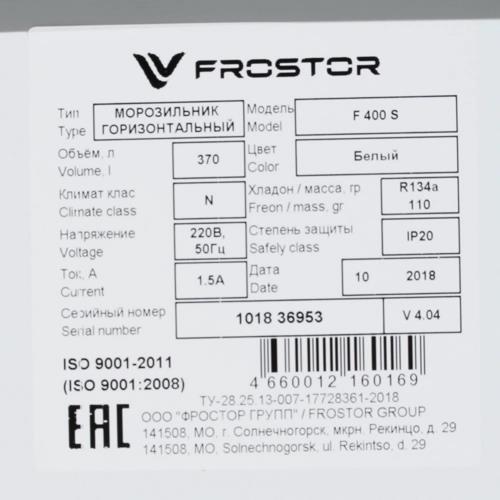 FROSTOR
Тип МОРОЗИЛЬНИК Модель F 400 S
Type ГОРИЗОНТАЛЬНЫЙ Model
Объём, л 370 Цвет Белый
Volume, l Color
Климат клас N Хладон / масса, гр R134a
Climate class Freon / mass, gr 110
Напряжение 220В, Степень защиты IP20
Voltage 50Гц Safely class
Ток, А 1.5А Дата 10 2018
Current Date
Серийный номер 1018 36953 V 4.04
Serial number
ISO 9001-2011
(ISO 9001:2008)
4 660012 160169
ТУ-28.25.13-007-17728361-2018
ООО "ФРОСТОР ГРУПП" / FROSTOR GROUP
141508, МО, г. Солнечногорск, мкрн. Рекинцо, д. 29
141508, MO, Solnechnogorsk, ul. Rekintso, d. 29
EAC